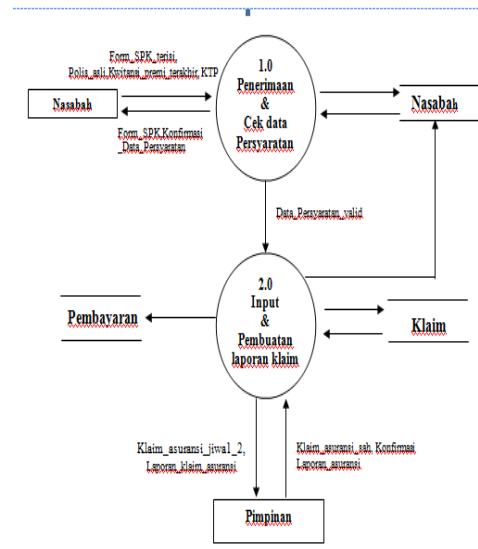 Form_SPK_terisi,
Polis_asli,Kwitansi_premi_terakhir, KTP
Nasabah
Form_SPK,Konfirmasi
_Data_Persyaratan
1.0
Penerimaan
&
Cek data
Persyaratan
Nasabah
Data_Persyaratan_valid
Pembayaran
2.0
Input
&
Pembuatan
laporan klaim
Klaim
Klaim_asuransi_jiwa1_2,
Laporan_klaim_asuransi
Klaim_asuransi_sah, Konfirmasi
Laporan_asuransi
Pimpinan